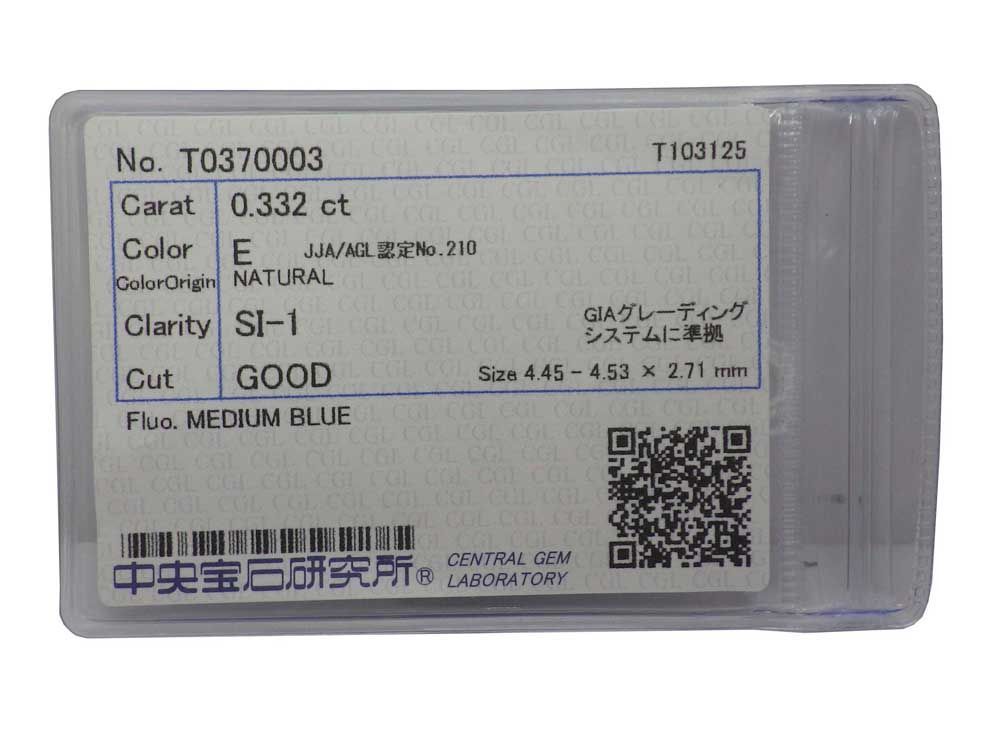 No. T0370003 T103125
Carat 0.332 ct
Color E JJA/AGL認定No.210
ColorOrigin NATURAL
Clarity SI-1 GIAグレーディング
システムに準拠
Cut GOOD Size 4.45 - 4.53 × 2.71 mm
Fluo. MEDIUM BLUE
中央宝石研究所® CENTRAL GEM
LABORATORY